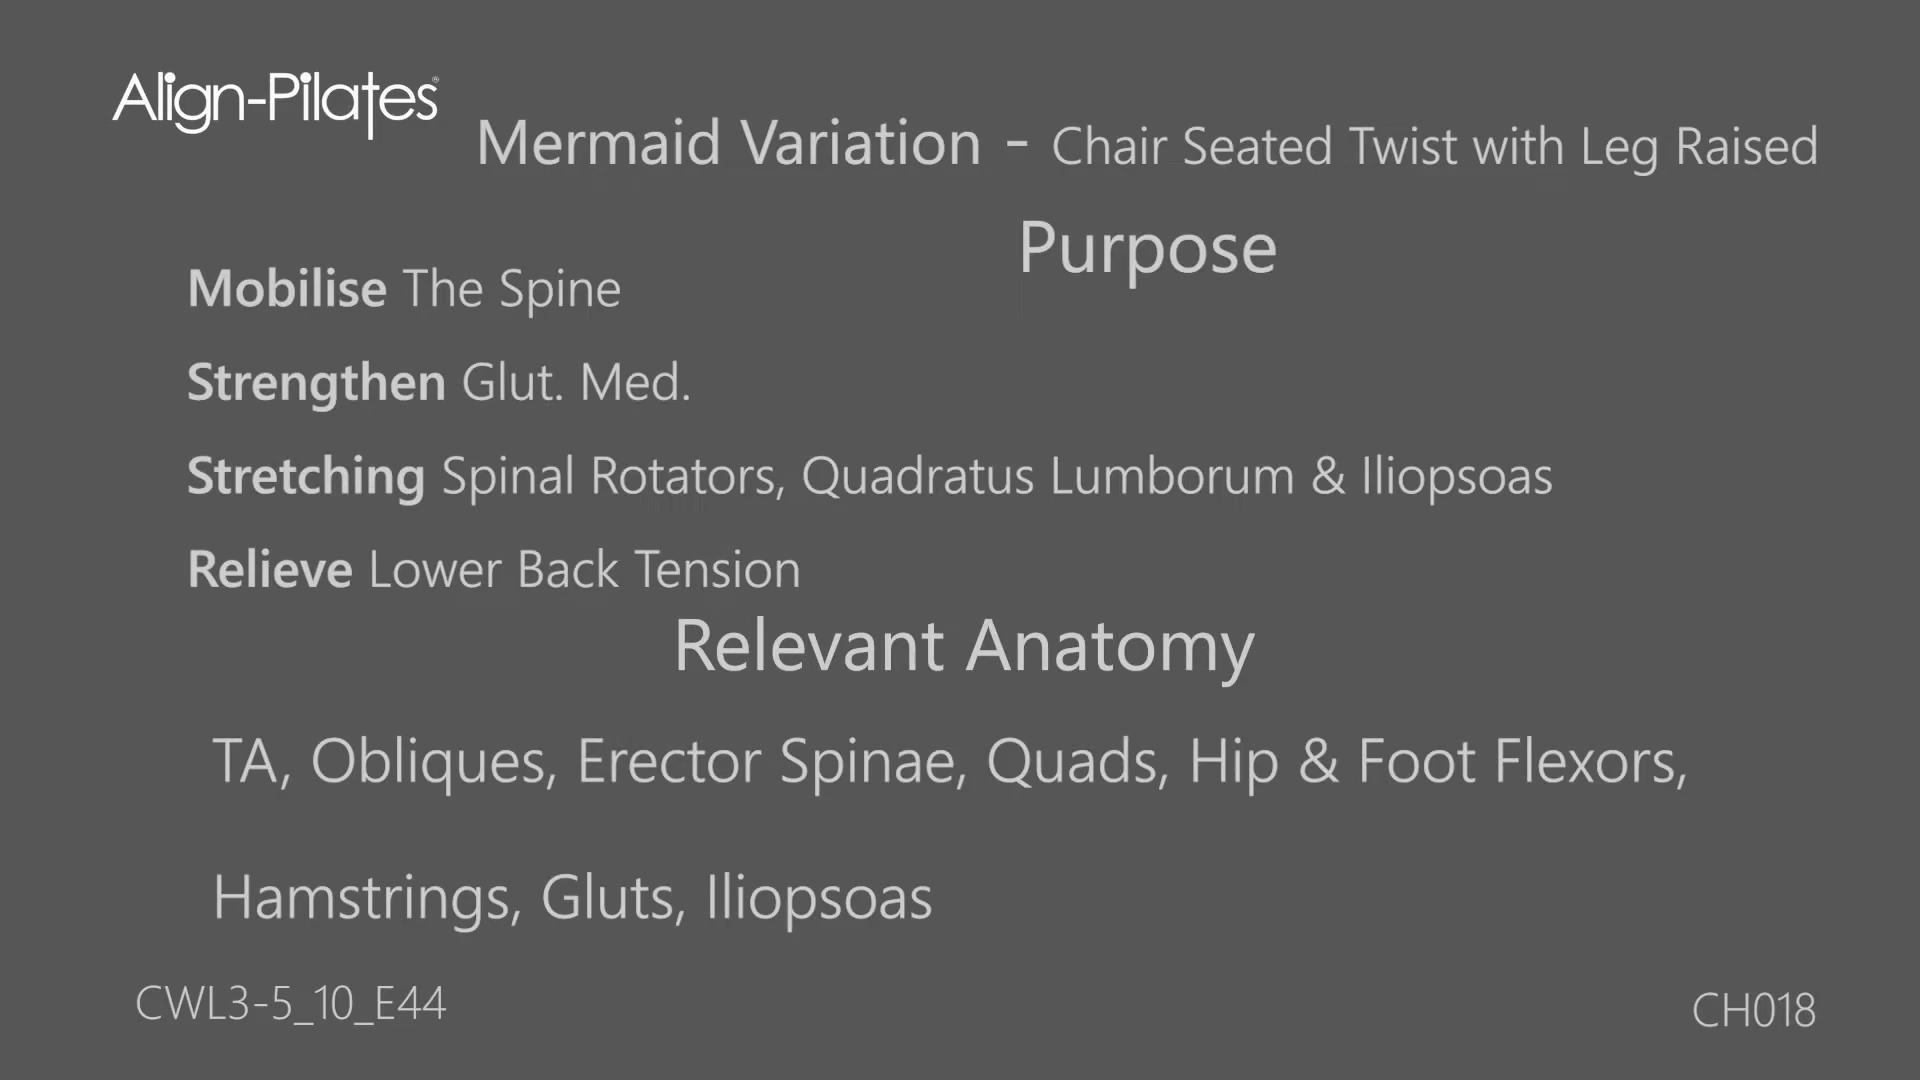 Align-Pilates®
Mermaid Variation - Chair Seated Twist with Leg Raised
Purpose
Mobilise The Spine
Strengthen Glut. Med.
Stretching Spinal Rotators, Quadratus Lumborum & Iliopsoas
Relieve Lower Back Tension
Relevant Anatomy
TA, Obliques, Erector Spinae, Quads, Hip & Foot Flexors,
Hamstrings, Gluts, Iliopsoas
CWL3-5_10_E44
CH018